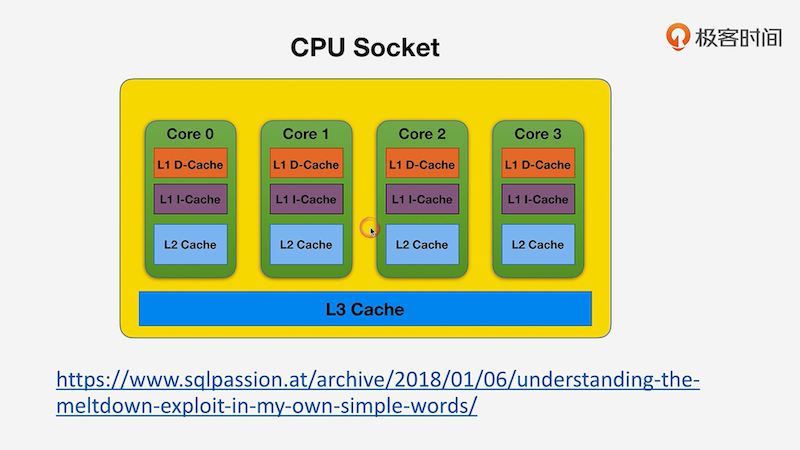 CPU Socket
极客时间
Core 0
L1 D-Cache
L1 I-Cache
L2 Cache
Core 1
L1 D-Cache
L1 I-Cache
L2 Cache
Core 2
L1 D-Cache
L1 I-Cache
L2 Cache
Core 3
L1 D-Cache
L1 I-Cache
L2 Cache
L3 Cache
https://www.sqlpassion.at/archive/2018/01/06/understanding-the-
meltdown-exploit-in-my-own-simple-words/